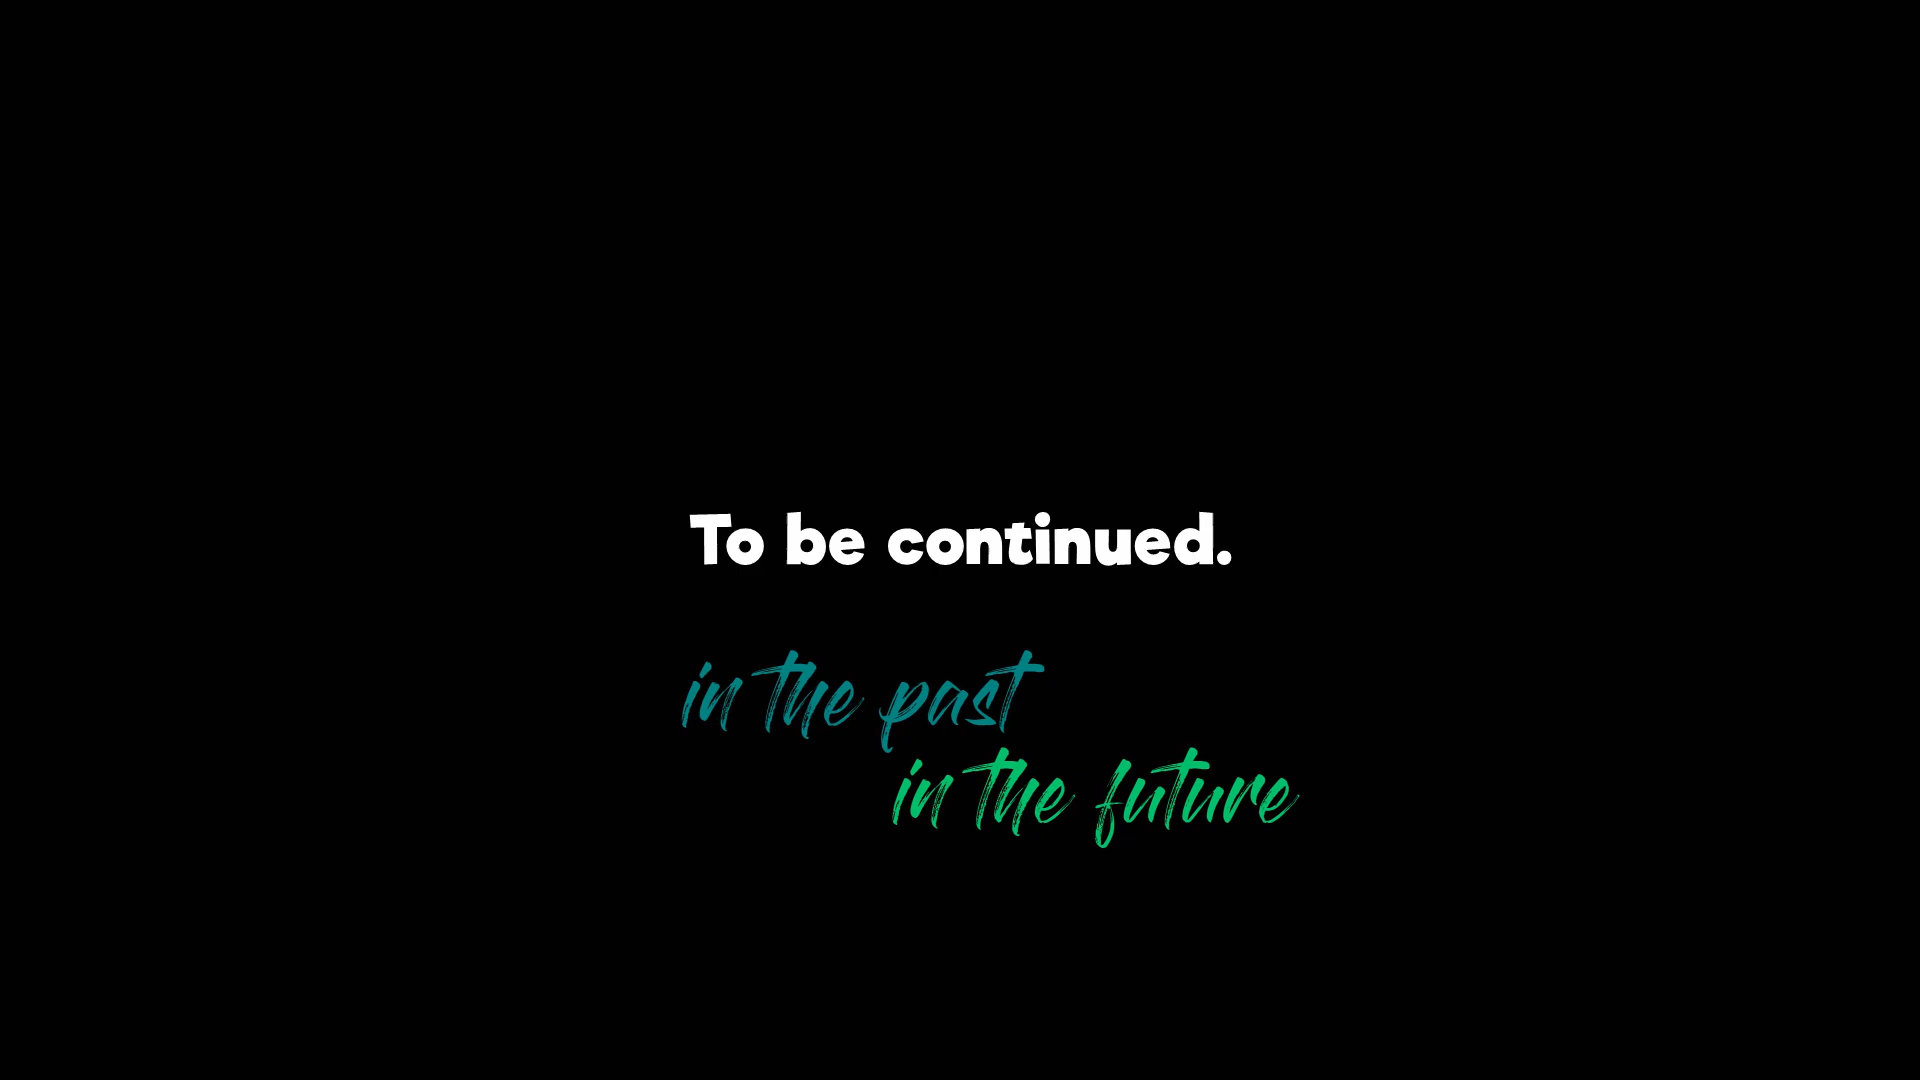 To be continued.
in the past
in the future